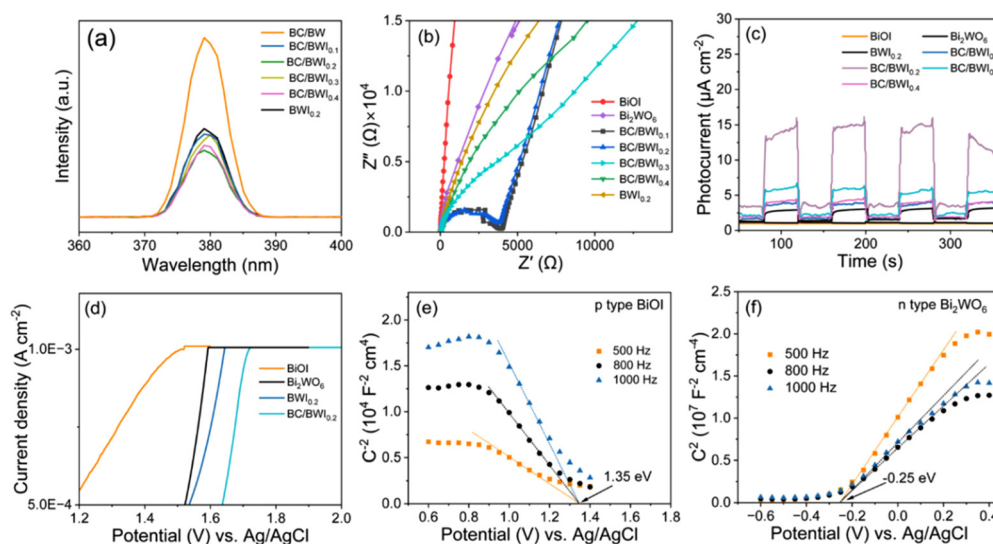 (a)
BC/BW
BC/BWI0.1
BC/BWI0.2
BC/BWI0.3
BC/BWI0.4
BWI0.2
Intensity (a.u.)
360 370 380 390 400
Wavelength (nm)
(b)
BiOI
Bi2WO6
BC/BWI0.1
BC/BWI0.2
BC/BWI0.3
BC/BWI0.4
BWI0.2
Z″ (Ω)×10⁴
1.5
1.0
0.5
0.0
0 5000 10000
Z′ (Ω)
(c)
BiOI Bi2WO6
BWI0.2 BC/BWI0.
BC/BWI0.2 BC/BWI0.
BC/BWI0.4
Photocurrent (μA cm⁻²)
35
30
25
20
15
10
5
0
100 200 300
Time (s)
(d)
BiOI
Bi2WO6
BWI0.2
BC/BWI0.2
Current density (A cm⁻²)
1.0E-3
5.0E-4
1.2 1.4 1.6 1.8 2.0
Potential (V) vs. Ag/AgCl
(e)
p type BiOI
500 Hz
800 Hz
1000 Hz
1.35 eV
C⁻² (10⁴ F⁻² cm⁴)
2.0
1.5
1.0
0.5
0.0
0.6 0.8 1.0 1.2 1.4 1.6 1.8
Potential (V) vs. Ag/AgCl
(f)
n type Bi2WO6
500 Hz
800 Hz
1000 Hz
-0.25 eV
C² (10⁷ F⁻² cm⁻⁴)
2.5
2.0
1.5
1.0
0.5
0.0
-0.6 -0.4 -0.2 0.0 0.2 0.4
Potential (V) vs. Ag/AgCl